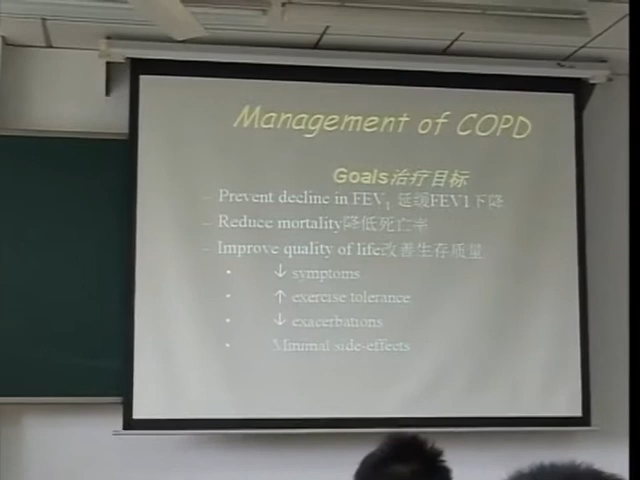 Management of COPD
Goals治疗目标
– Prevent decline in FEV1 延缓FEV1下降
– Reduce mortality降低死亡率
– Improve quality of life改善生存质量
• ↓ symptoms
• ↑ exercise tolerance
• ↓ exacerbations
• Minimal side-effects